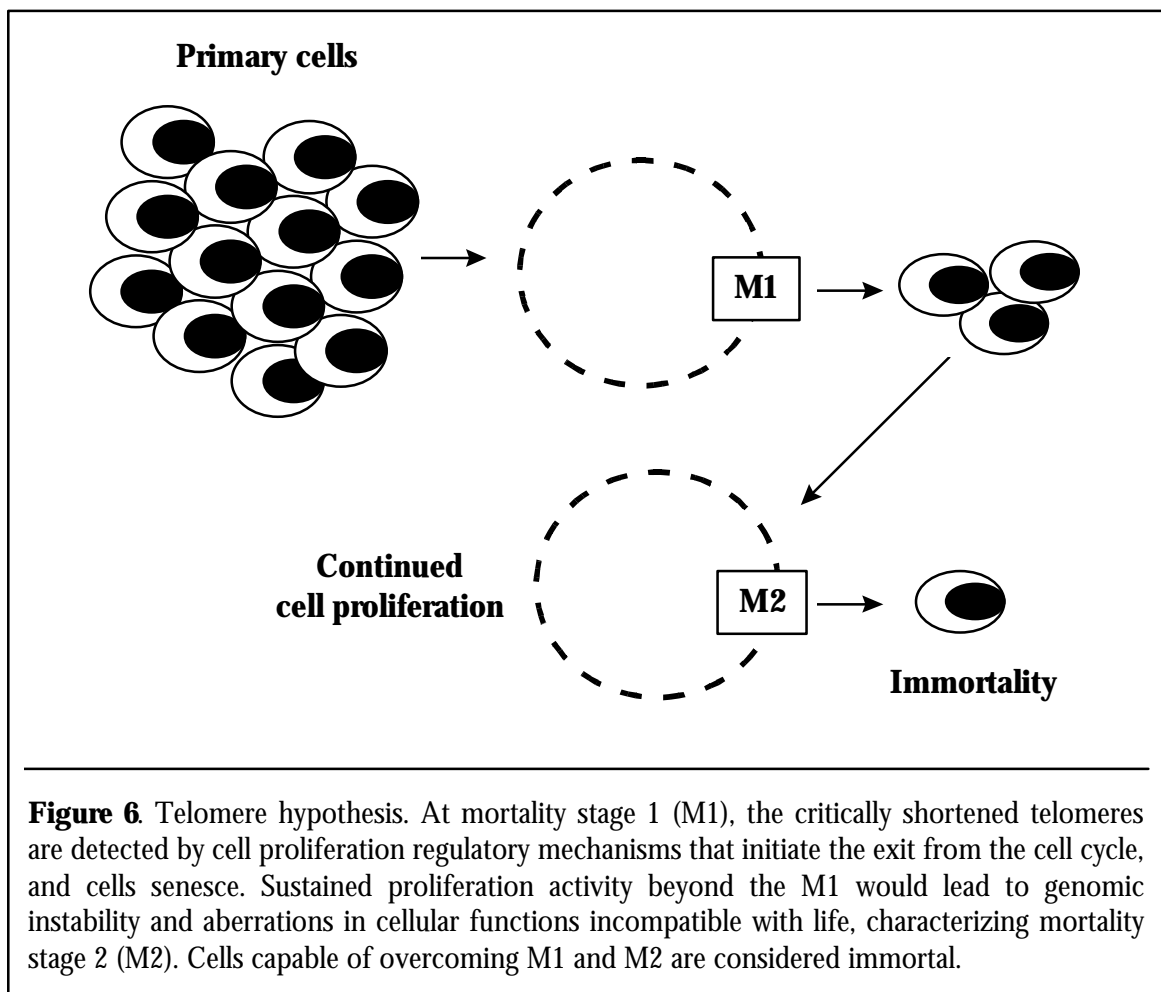 Primary cells
M1
Continued
cell proliferation
M2
Immortality
Figure 6. Telomere hypothesis. At mortality stage 1 (M1), the critically shortened telomeres
are detected by cell proliferation regulatory mechanisms that initiate the exit from the cell cycle,
and cells senesce. Sustained proliferation activity beyond the M1 would lead to genomic
instability and aberrations in cellular functions incompatible with life, characterizing mortality
stage 2 (M2). Cells capable of overcoming M1 and M2 are considered immortal.